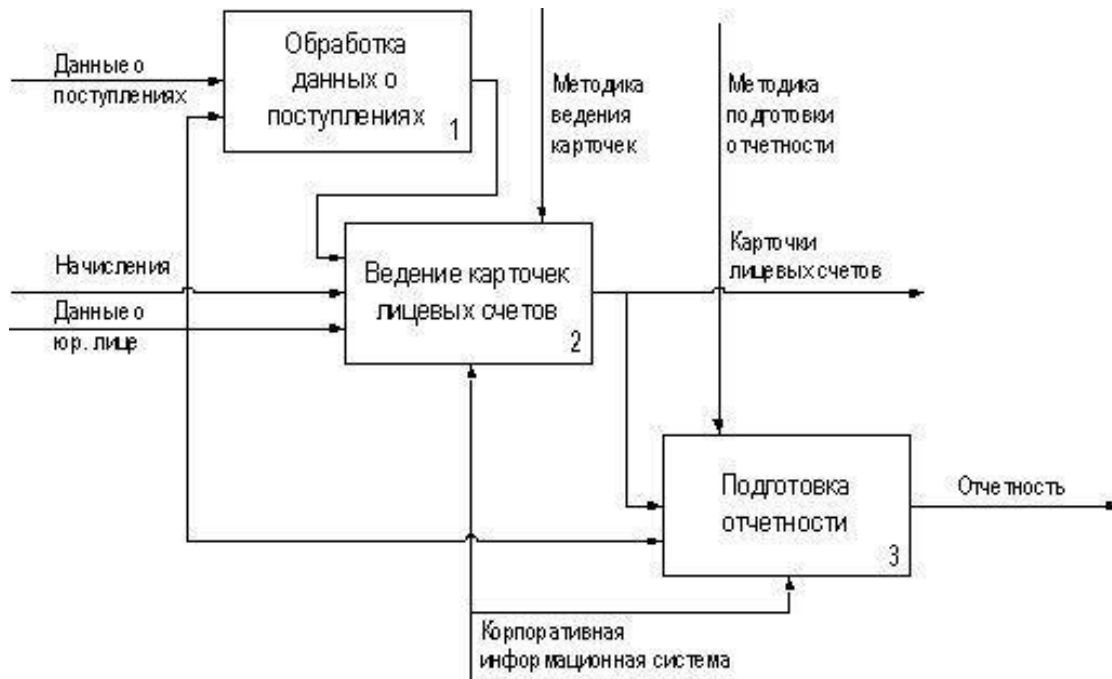 Обработка
данных о
поступлениях
1
Данные о
поступлениях
Методика
ведения
карточек
Методика
подготовки
отчетности
Начисления
Данные о
юр. лице
Ведение карточек
лицевых счетов
2
Карточки
лицевых счетов
Подготовка
отчетности
3
Отчетность
Корпоративная
информационная система